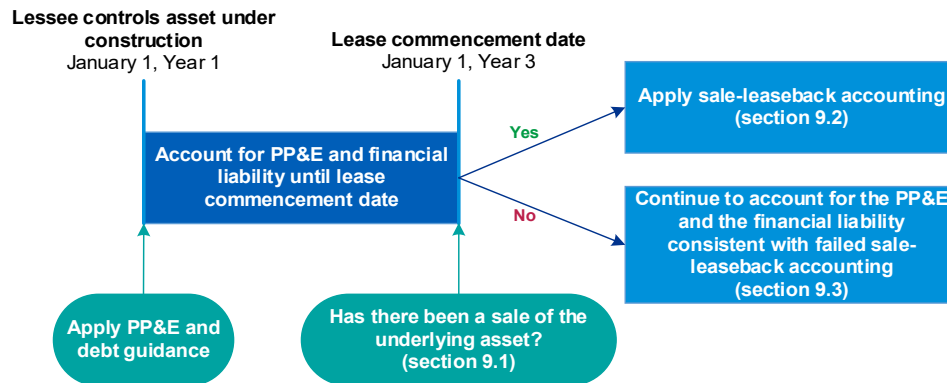 Lessee controls asset under
construction
January 1, Year 1
Lease commencement date
January 1, Year 3
Account for PP&E and financial
liability until lease
commencement date
Yes
No
Apply sale-leaseback accounting
(section 9.2)
Continue to account for the PP&E
and the financial liability
consistent with failed sale-
leaseback accounting
(section 9.3)
Apply PP&E and
debt guidance
Has there been a sale of the
underlying asset?
(section 9.1)